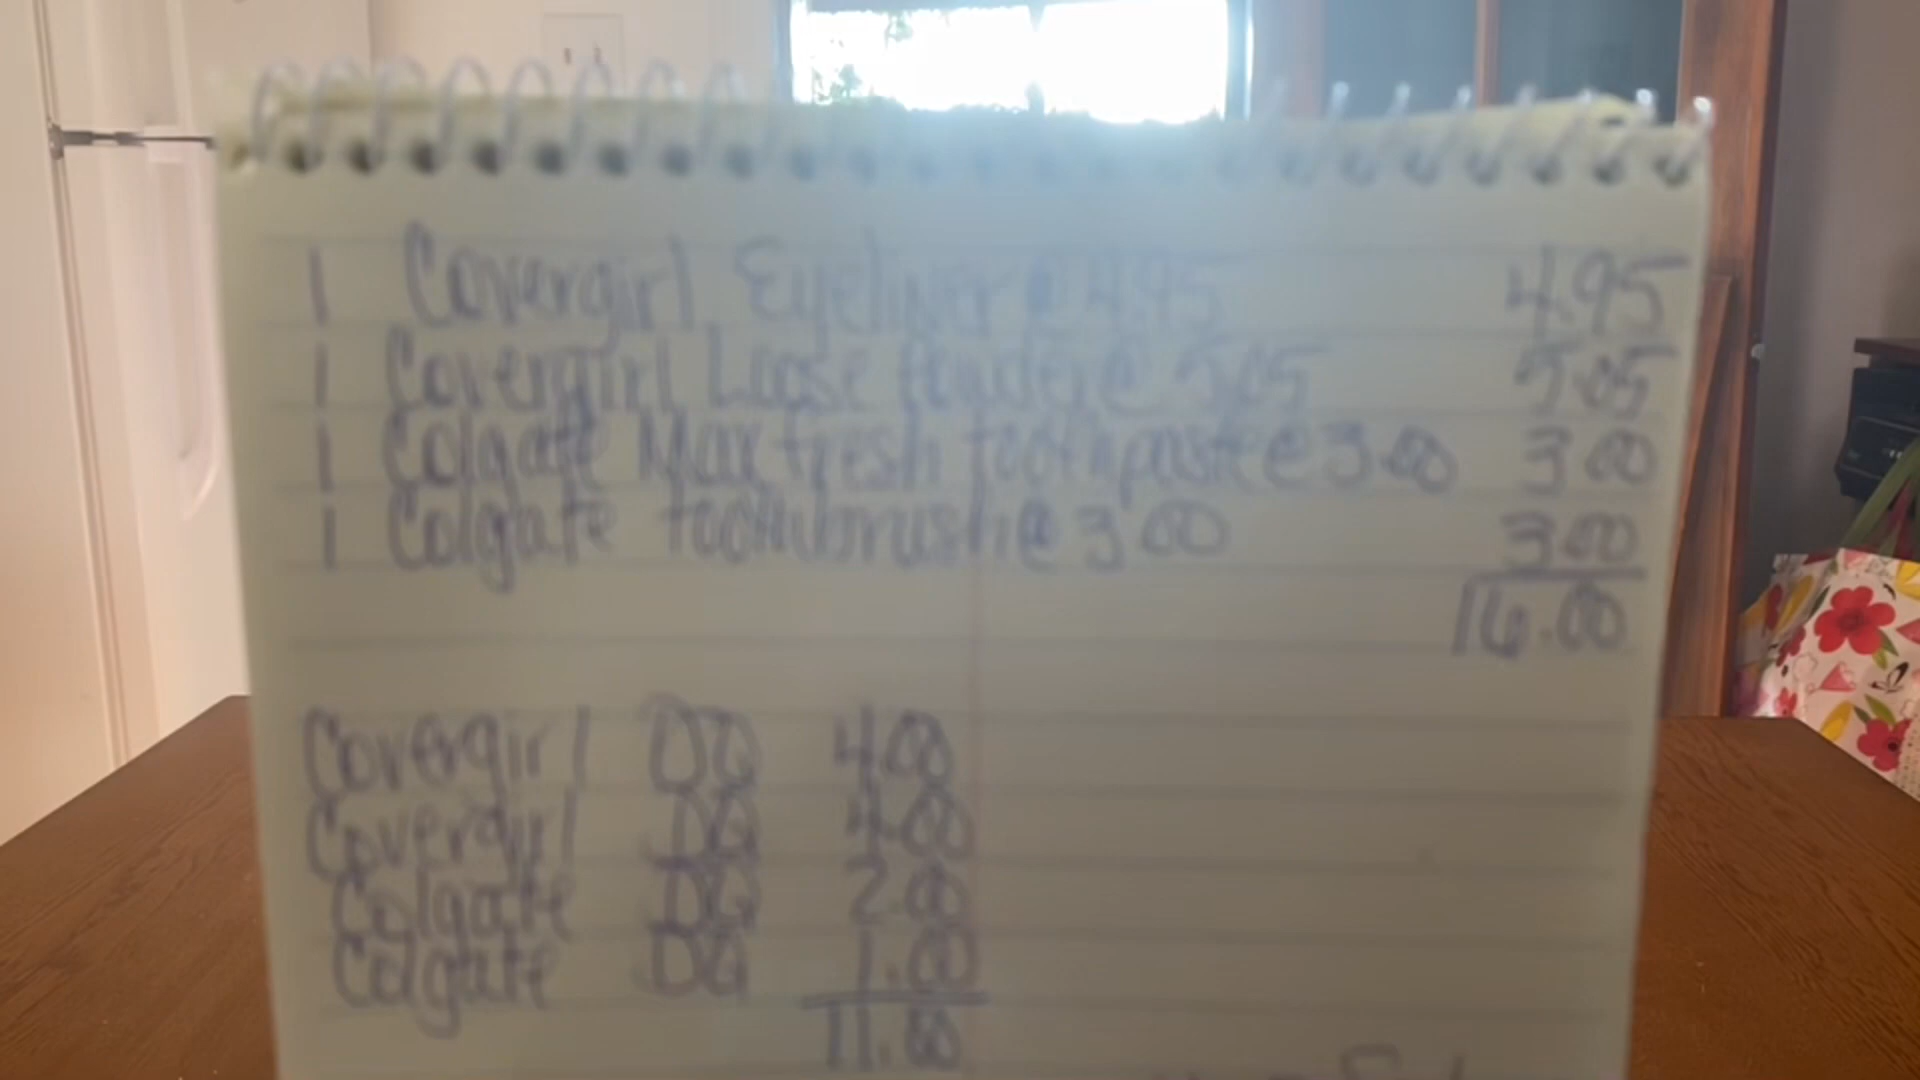 1 Covergirl Eyeliner @ 4.95 4.95
1 Covergirl Loose Powder @ 5.05 5.05
1 Colgate Max fresh toothpaste @ 3.00 3.00
1 Colgate toothbrush @ 3.00 3.00
16.00
Covergirl DG 4.00
Covergirl DG 4.00
Colgate DG 2.00
Colgate DG 1.00
11.00